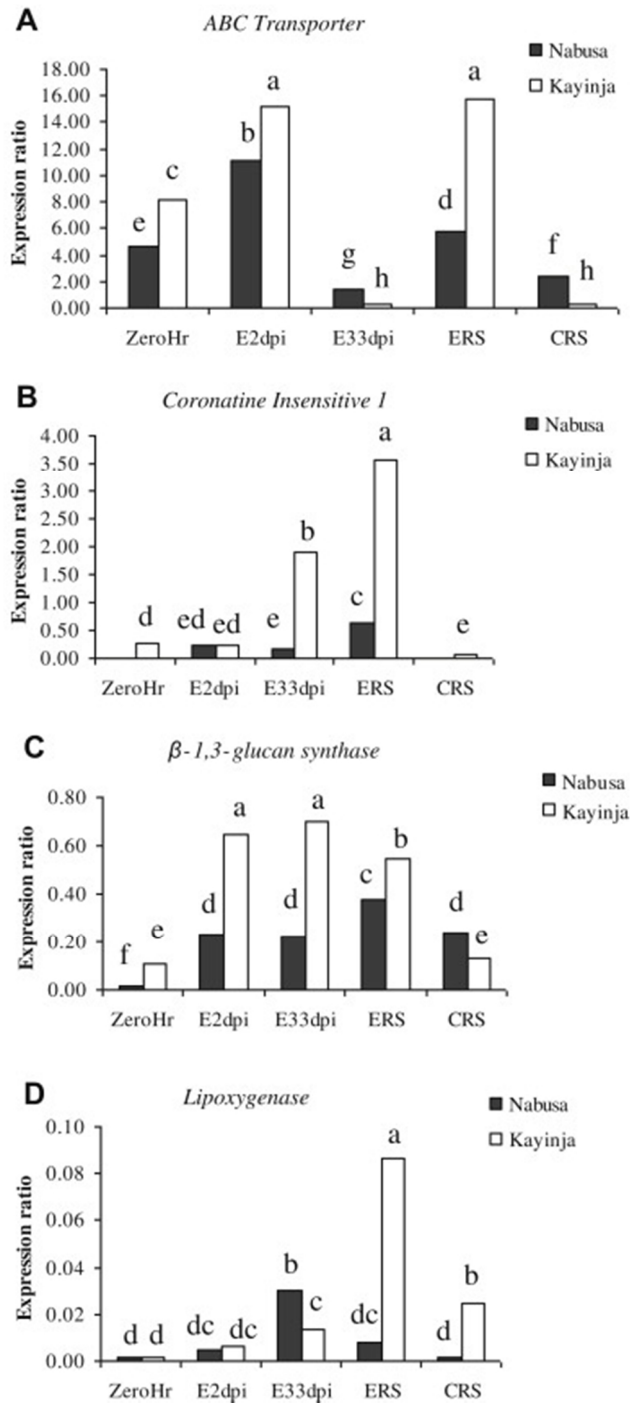 A
ABC Transporter
Nabusa
Kayinja
Expression ratio
18.00
16.00
14.00
12.00
10.00
8.00
6.00
4.00
2.00
0.00
e c b a g h d a f h
ZeroHr E2dpi E33dpi ERS CRS
B
Coronatine Insensitive 1
Nabusa
Kayinja
Expression ratio
4.00
3.50
3.00
2.50
2.00
1.50
1.00
0.50
0.00
d ed ed e b c a e
ZeroHr E2dpi E33dpi ERS CRS
C
β-1,3-glucan synthase
Nabusa
Kayinja
Expression ratio
0.80
0.60
0.40
0.20
0.00
f e d a d a c b d e
ZeroHr E2dpi E33dpi ERS CRS
D
Lipoxygenase
Nabusa
Kayinja
Expression ratio
0.10
0.08
0.06
0.04
0.02
0.00
d d dc dc b c dc a d b
ZeroHr E2dpi E33dpi ERS CRS